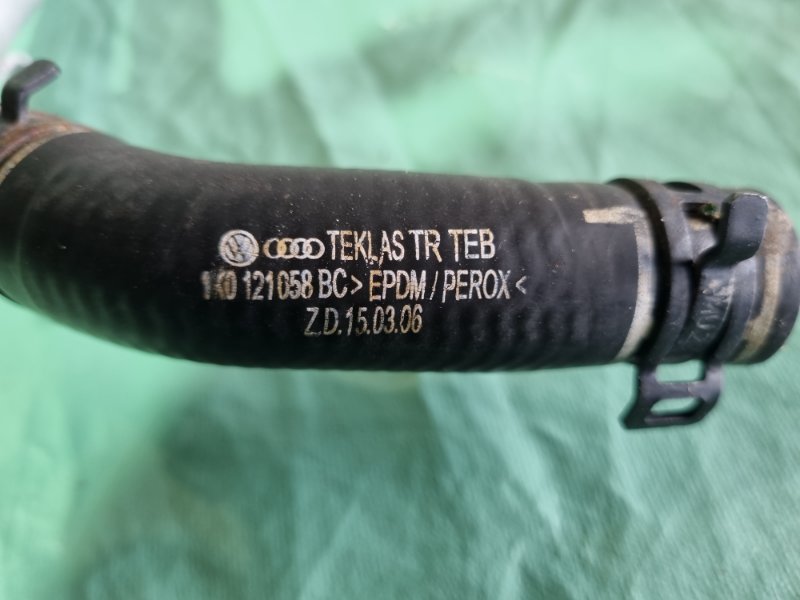 TEKLAS TR TEB
1K0 121 058 BC > EPDM / PEROX <
Z.D.15.03.06